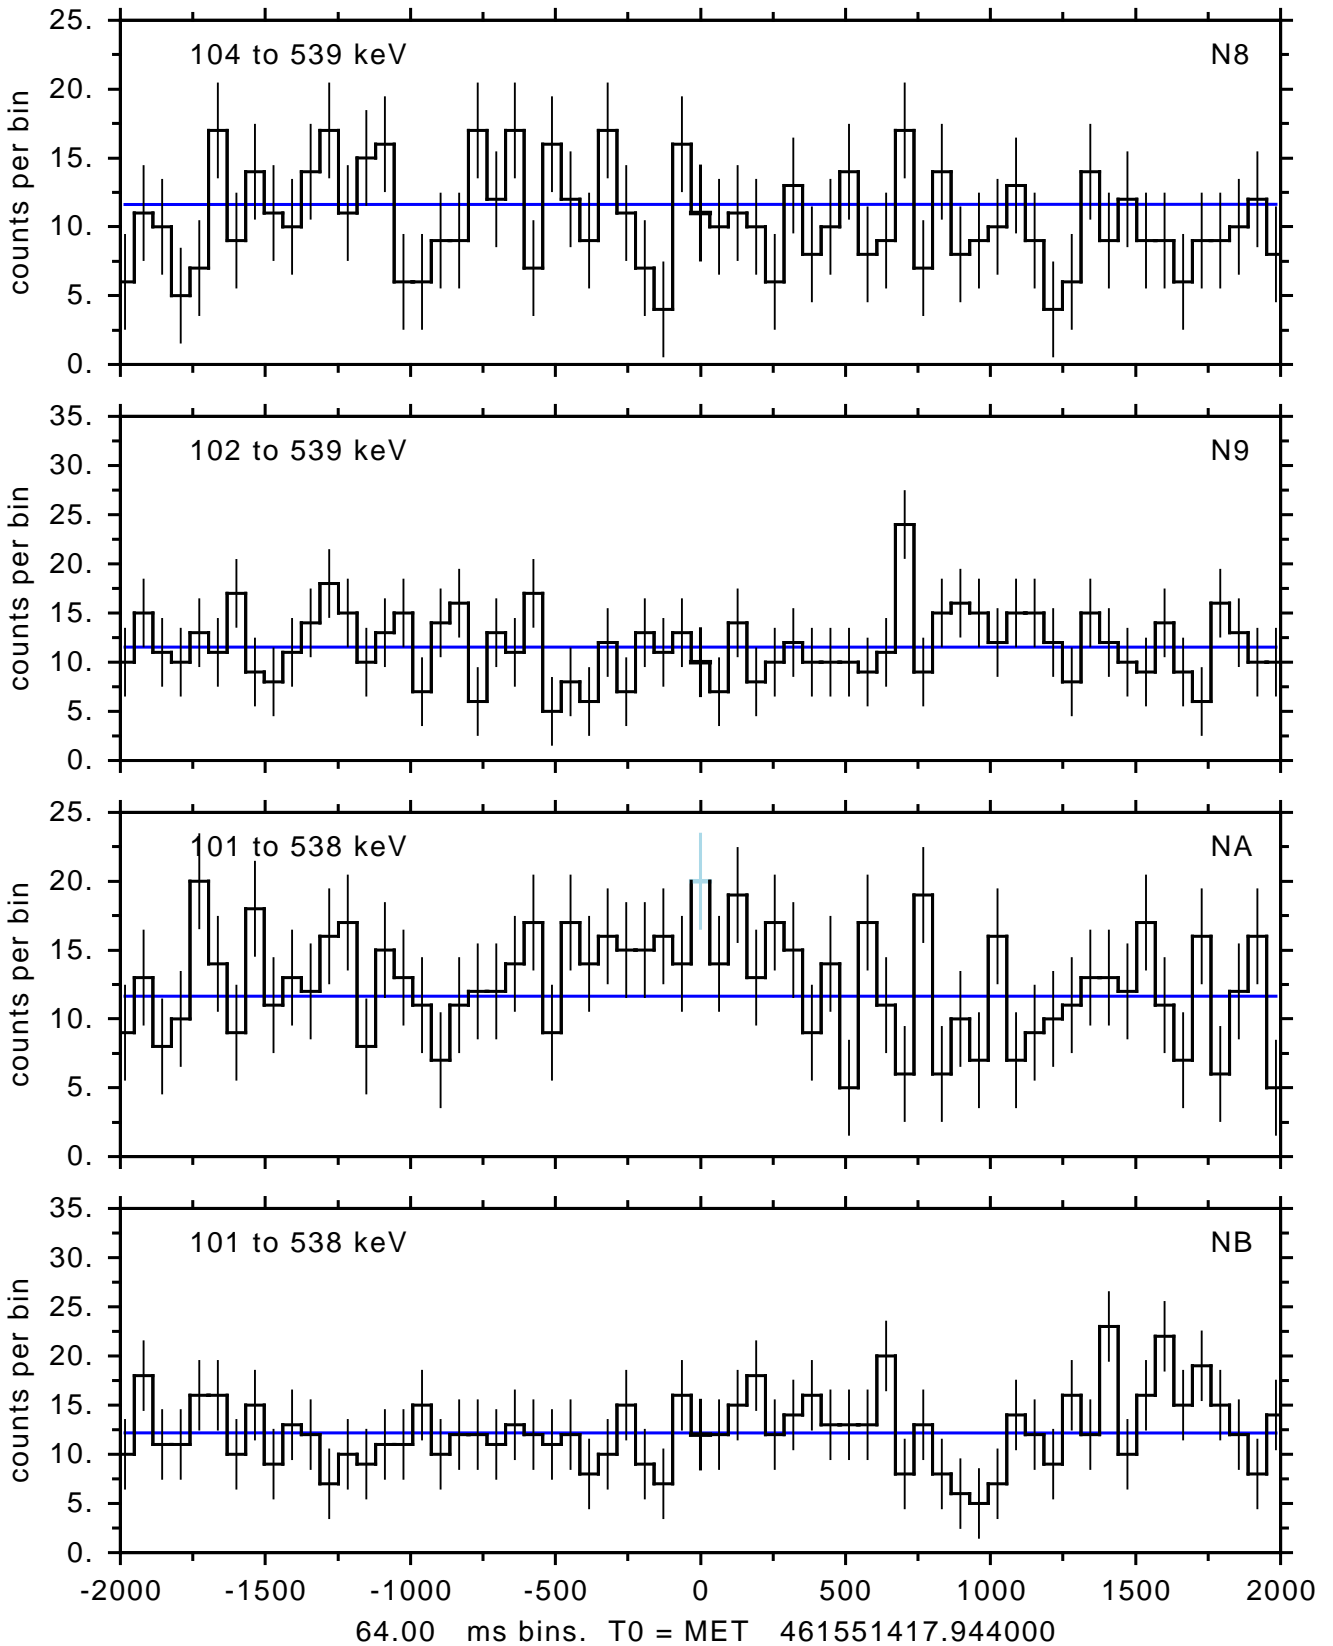 25.
104 to 539 keV N8
20.
15.
10.
5.
0.
counts per bin
35.
102 to 539 keV N9
30.
25.
20.
15.
10.
5.
0.
counts per bin
25.
101 to 538 keV NA
20.
15.
10.
5.
0.
counts per bin
35.
101 to 538 keV NB
30.
25.
20.
15.
10.
5.
0.
counts per bin
-2000 -1500 -1000 -500 0 500 1000 1500 2000
64.00 ms bins. T0 = MET 461551417.944000